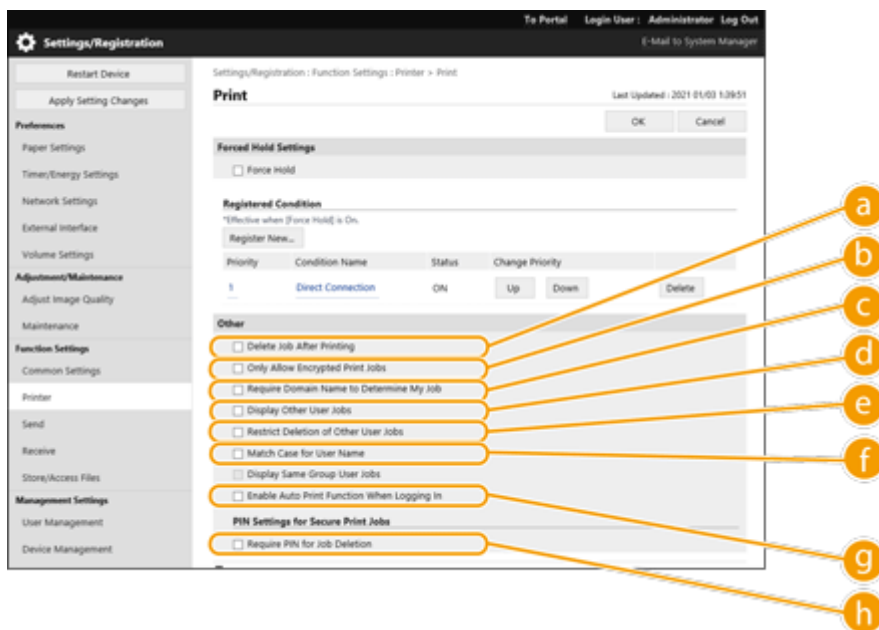 To Portal Login User : Administrator Log Out
Settings/Registration
E-Mail to System Manager
Restart Device
Apply Setting Changes
Preferences
Paper Settings
Timer/Energy Settings
Network Settings
External Interface
Volume Settings
Adjustment/Maintenance
Adjust Image Quality
Maintenance
Function Settings
Common Settings
Printer
Send
Receive
Store/Access Files
Management Settings
User Management
Device Management
Settings/Registration : Function Settings : Printer > Print
Print
Last Updated : 2021 01/03 1:09:51
OK Cancel
Forced Hold Settings
Force Hold
Registered Condition
*Effective when [Force Hold] is On.
Register New...
Priority Condition Name Status Change Priority
1 Direct Connection ON Up Down Delete
Other
Delete Job After Printing
Only Allow Encrypted Print Jobs
Require Domain Name to Determine My Job
Display Other User Jobs
Restrict Deletion of Other User Jobs
Match Case for User Name
Display Same Group User Jobs
Enable Auto Print Function When Logging In
PIN Settings for Secure Print Jobs
Require PIN for Job Deletion
a
b
c
d
e
f
g
h